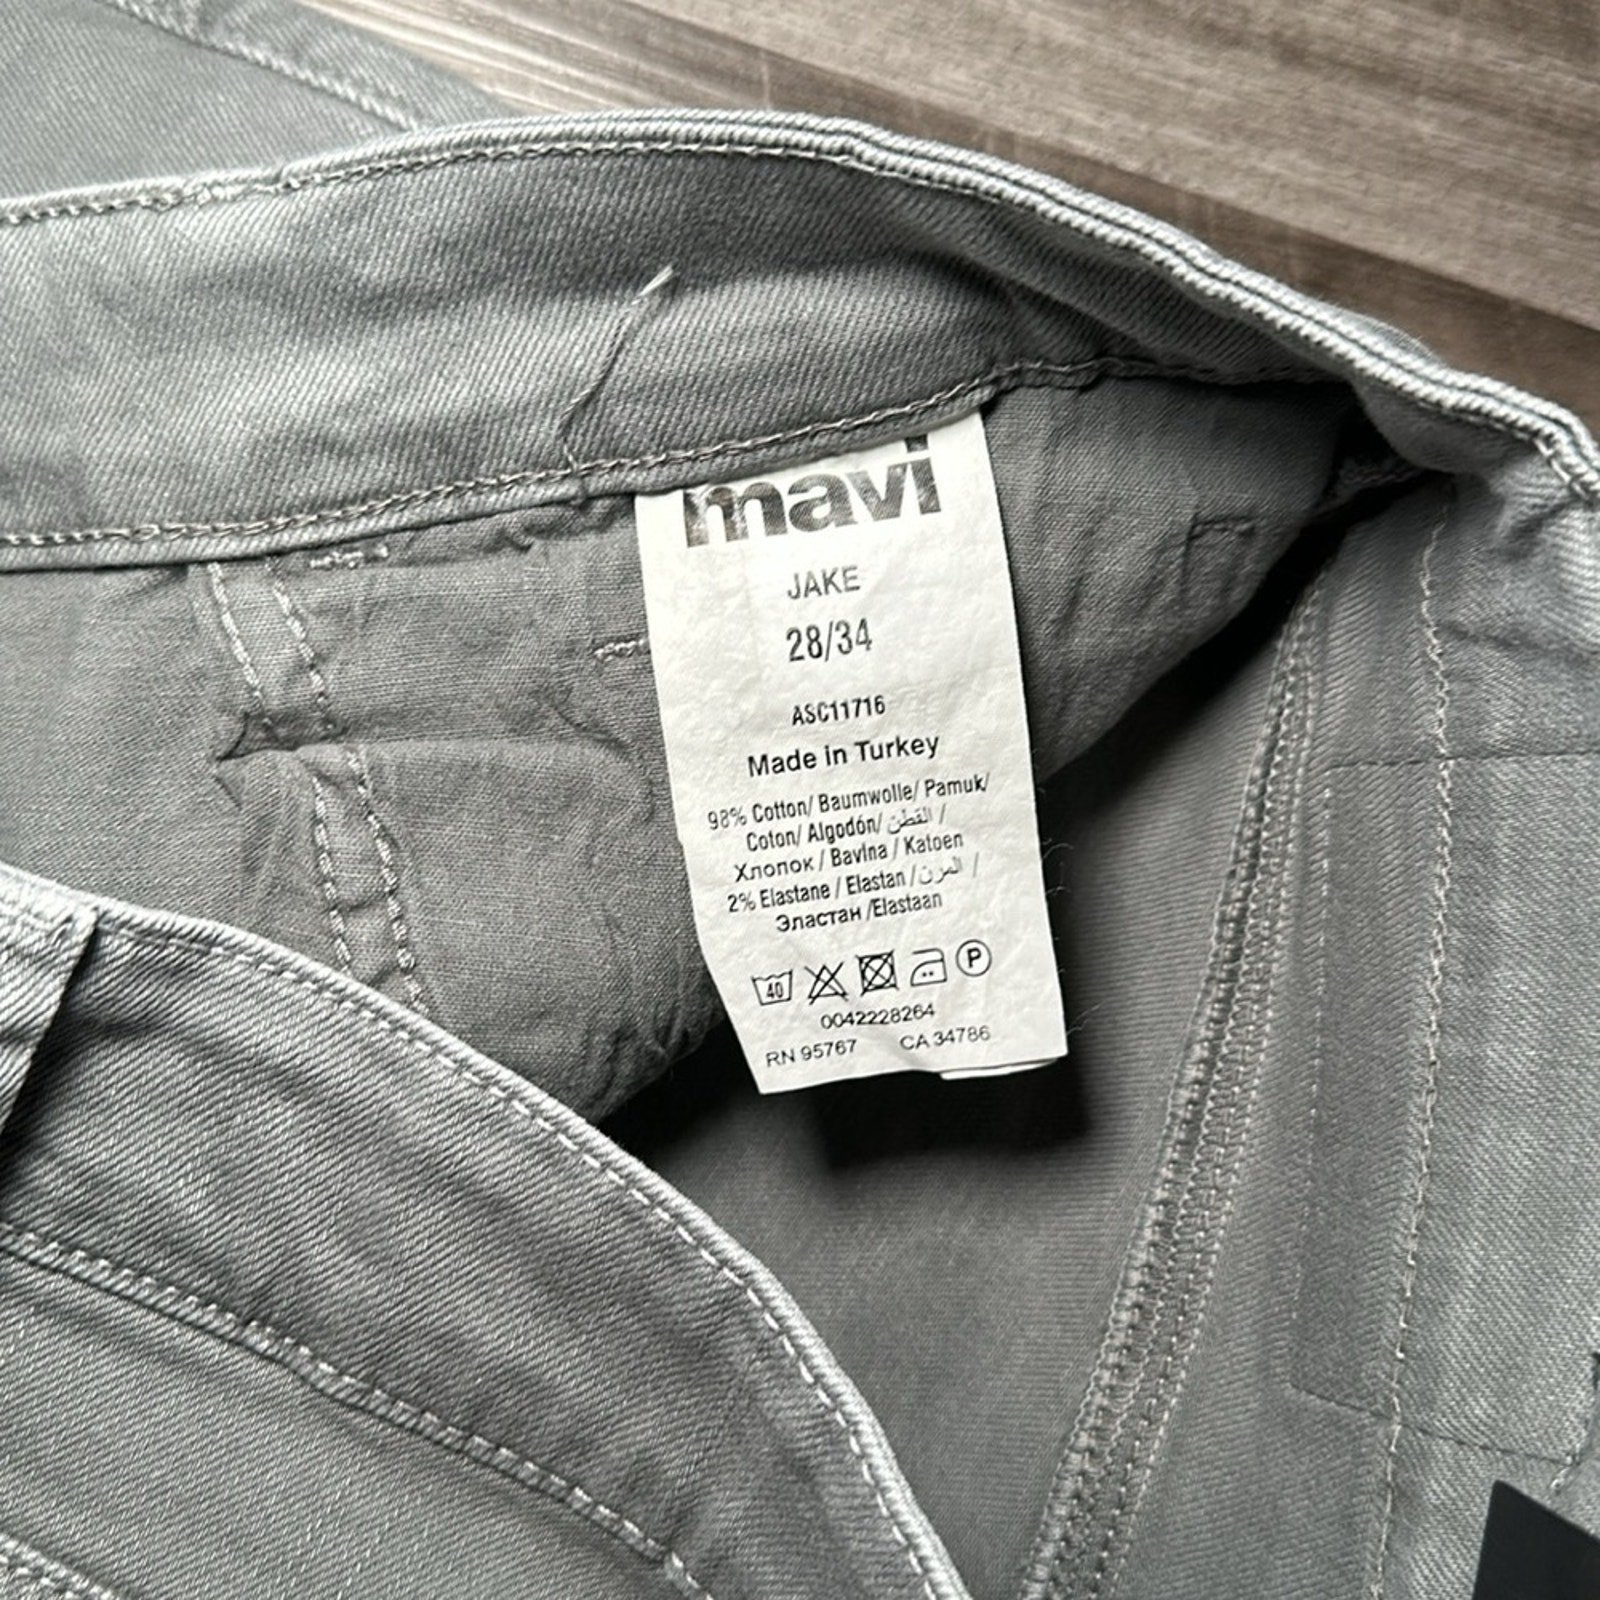 mavi
JAKE
28/34
ASC11716
Made in Turkey
98% Cotton/ Baumwolle/ Pamuk/
Coton/ Algodón/ القطن /
Хлопок / Bavlna / Katoen
2% Elastane / Elastan / المرن /
Эластан /Elastaan
40 P
0042228264
RN 95767 CA 34786